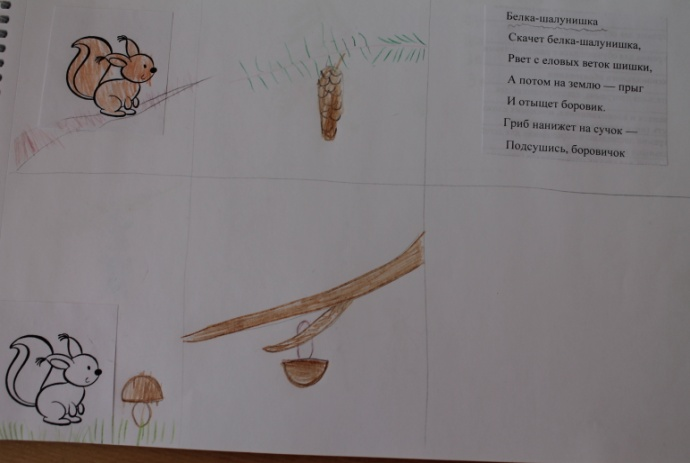 Белка-шалунишка
Скачет белка-шалунишка,
Рвет с еловых веток шишки,
А потом на землю — прыг
И отыщет боровик.
Гриб нанижет на сучок —
Подсушись, боровичок